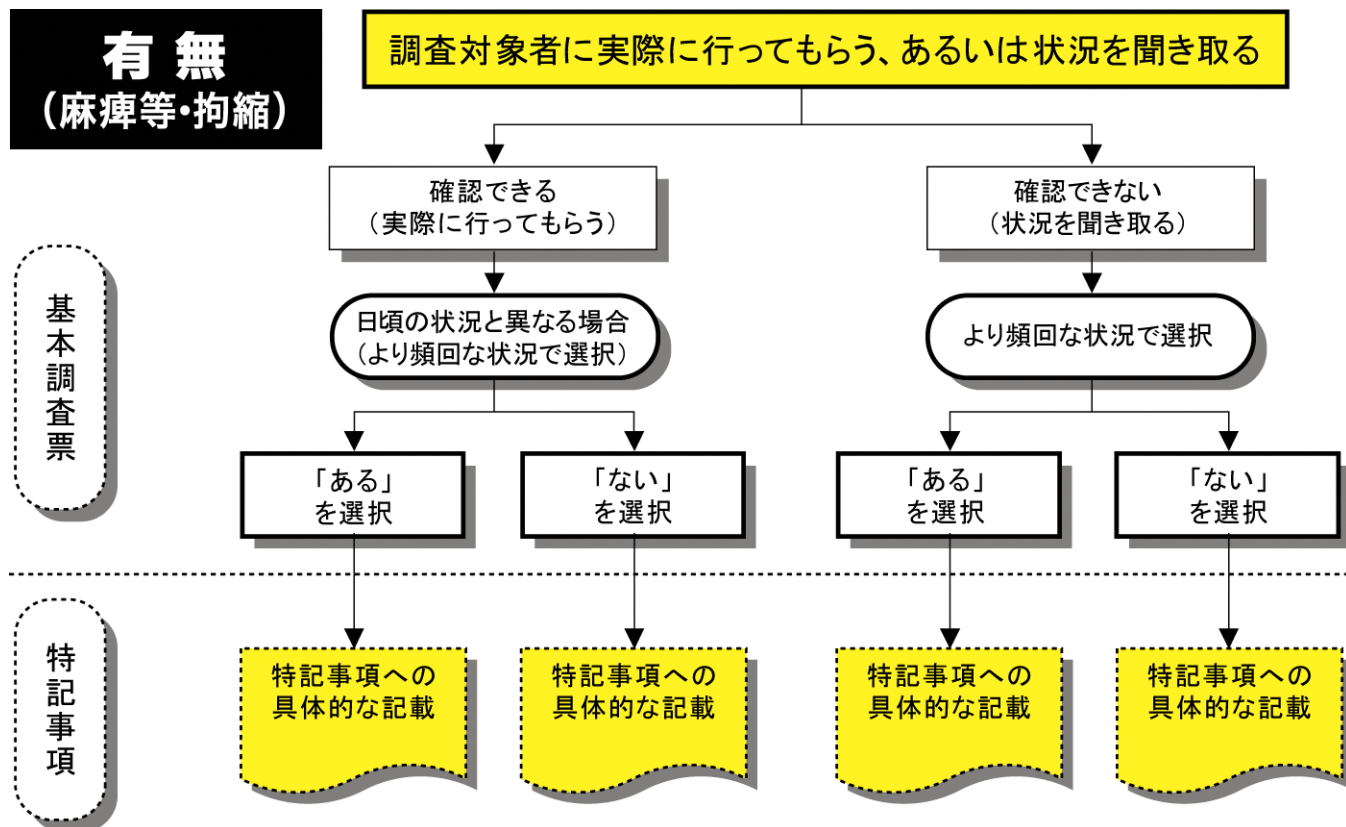 有無
（麻痺等・拘縮）
調査対象者に実際に行ってもらう、あるいは状況を聞き取る
確認できる
（実際に行ってもらう）
確認できない
（状況を聞き取る）
基本調査票
日頃の状況と異なる場合
（より頻回な状況で選択）
より頻回な状況で選択
「ある」
を選択
「ない」
を選択
「ある」
を選択
「ない」
を選択
特記事項
特記事項への
具体的な記載
特記事項への
具体的な記載
特記事項への
具体的な記載
特記事項への
具体的な記載